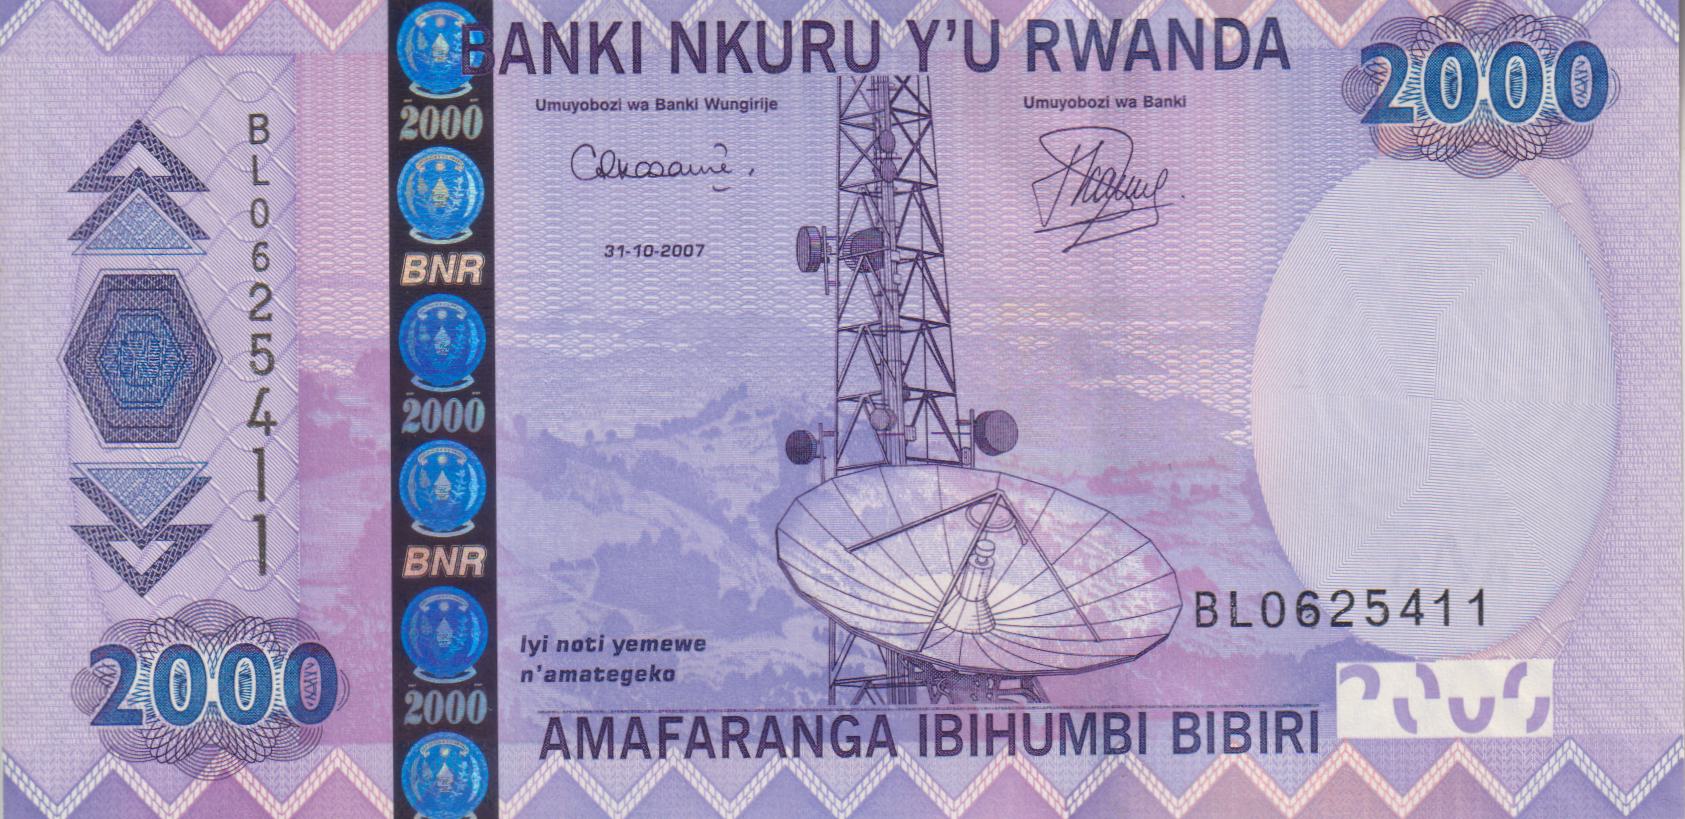 BANKI NKURU Y'U RWANDA
2000
Umuyobozi wa Banki Wungirije
Umuyobozi wa Banki
31-10-2007
BL0625411
2000
BNR
2000
BNR
2000
BL0625411
Iyi noti yemewe
n'amategeko
2000
AMAFARANGA IBIHUMBI BIBIRI
2000